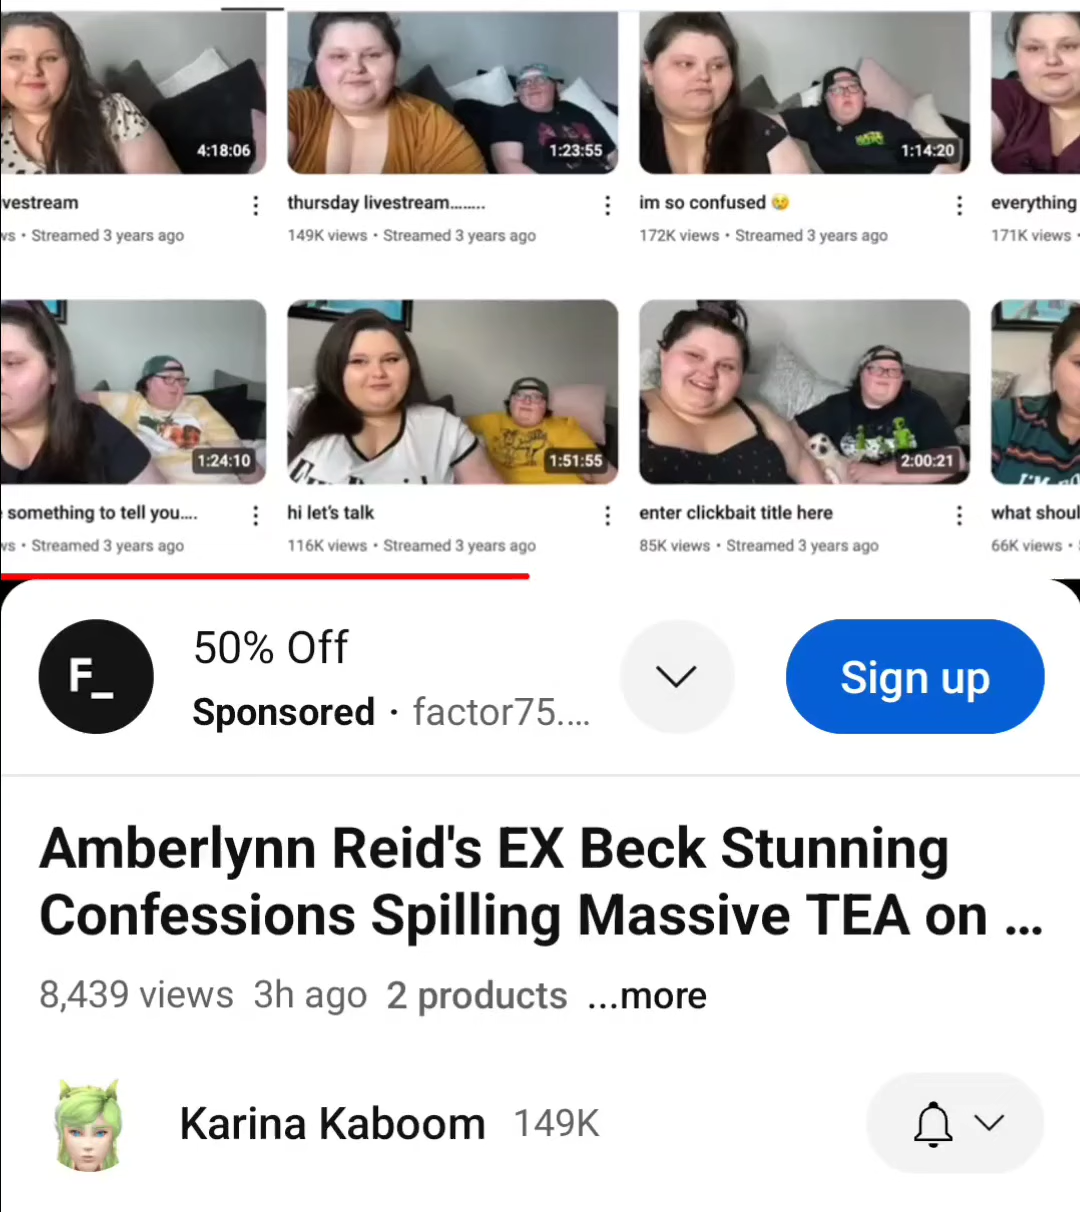 4:18:06
1:23:55
1:14:20
vestream
thursday livestream.......
im so confused 😢
everything
vs • Streamed 3 years ago
149K views • Streamed 3 years ago
172K views • Streamed 3 years ago
171K views •
1:24:10
1:51:55
2:00:21
something to tell you....
hi let's talk
enter clickbait title here
what shoul
vs • Streamed 3 years ago
116K views • Streamed 3 years ago
85K views • Streamed 3 years ago
66K views •
F_
50% Off
Sponsored · factor75....
Sign up
Amberlynn Reid's EX Beck Stunning
Confessions Spilling Massive TEA on ...
8,439 views 3h ago 2 products ...more
Karina Kaboom 149K